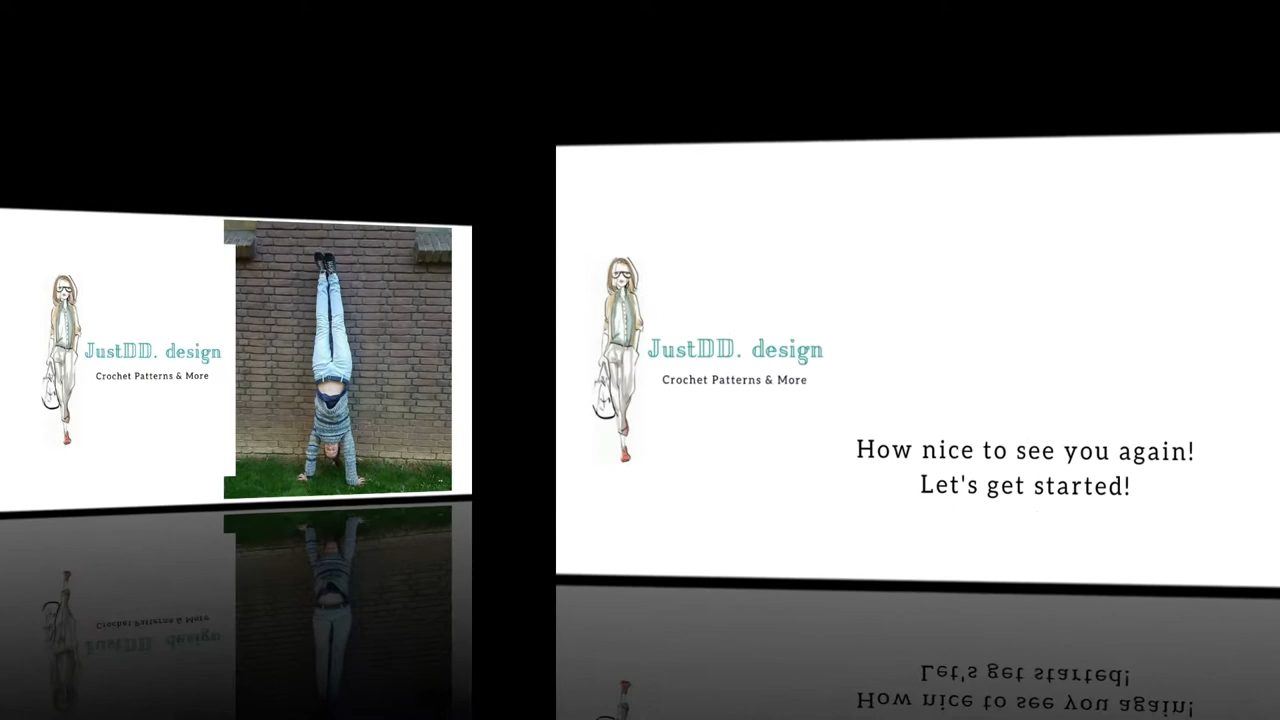 JustDD. design
Crochet Patterns & More
JustDD. design
Crochet Patterns & More
How nice to see you again!
Let's get started!